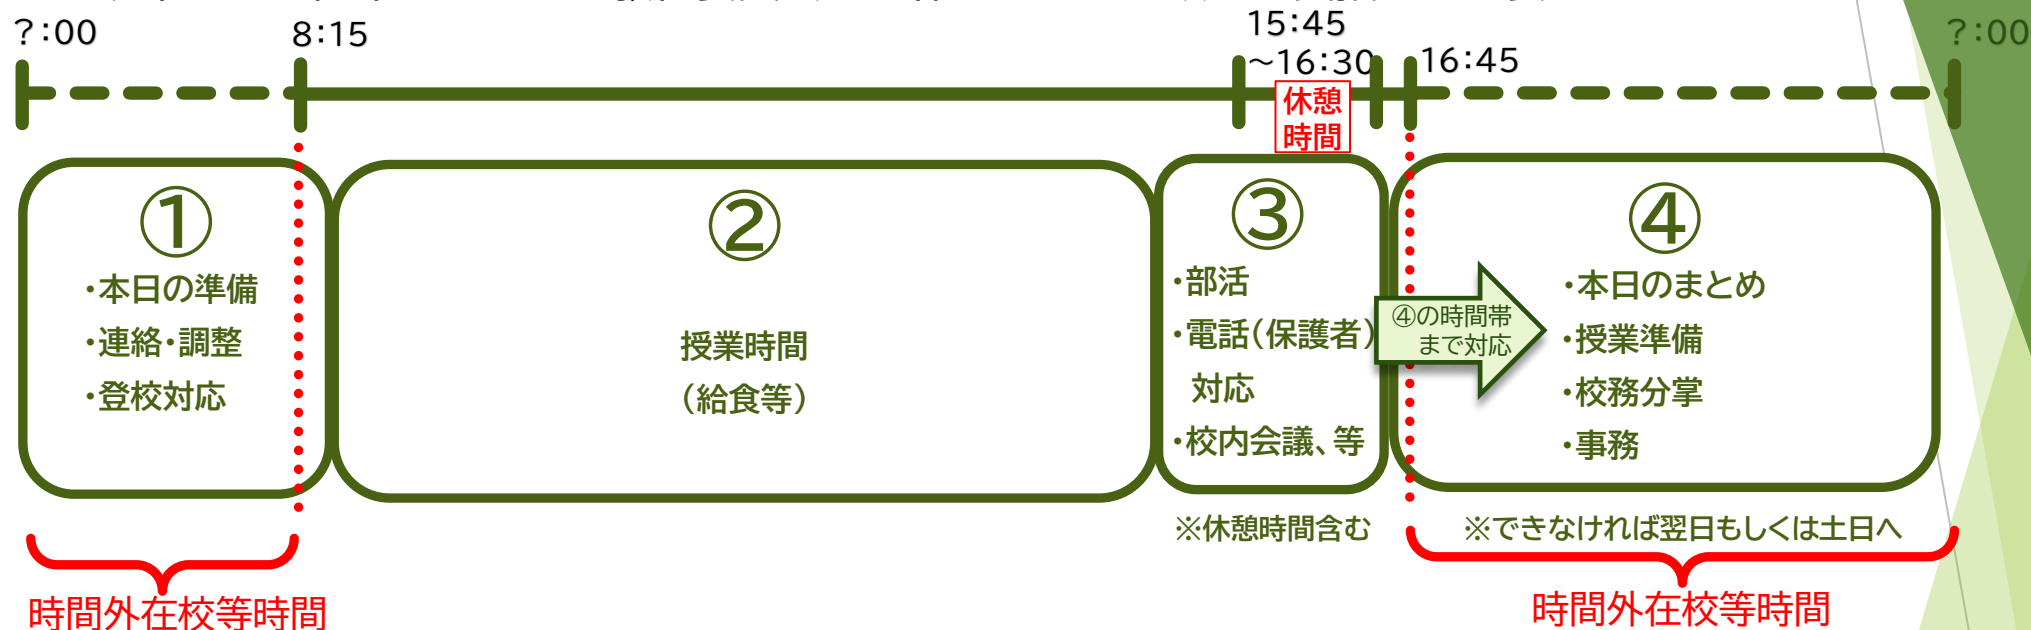 ?:00
8:15
15:45
～16:30
16:45
?:00
休憩
時間
①
・本日の準備
・連絡・調整
・登校対応
②
授業時間
（給食等）
③
・部活
・電話（保護者）
対応
・校内会議、等
④の時間帯
まで対応
④
・本日のまとめ
・授業準備
・校務分掌
・事務
※休憩時間含む
※できなければ翌日もしくは土日へ
時間外在校等時間
時間外在校等時間